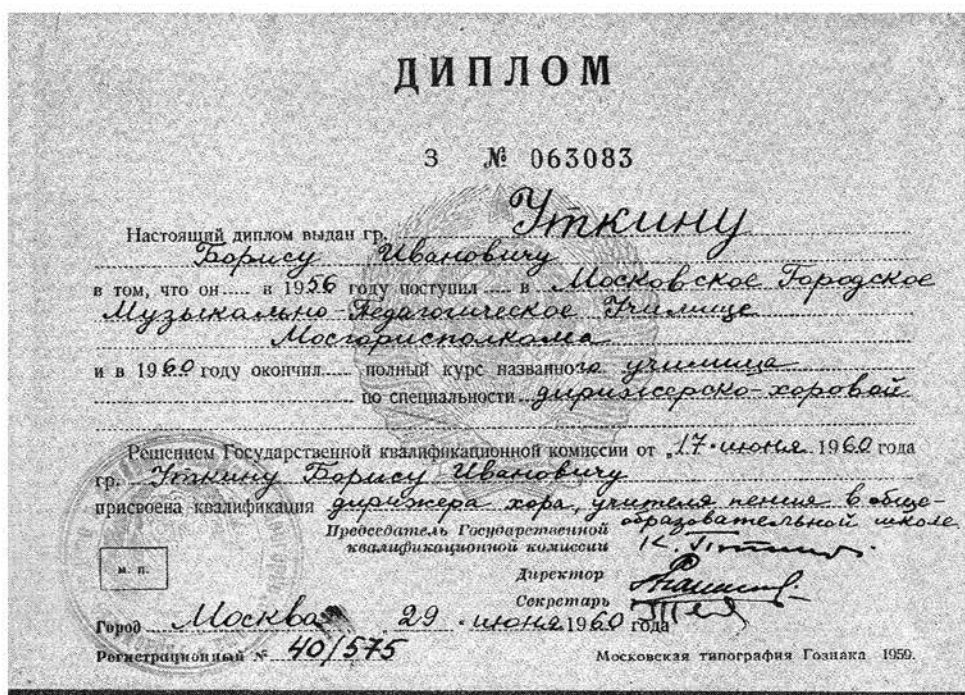 ДИПЛОМ
З № 063083
Настоящий диплом выдан гр. Уткину
Борису Ивановичу
в том, что он ..... в 1956 году поступил ..... в Московское Городское
Музыкально-Педагогическое Училище
Мосгорисполкома
и в 1960 году окончил ..... полный курс названного училища
по специальности дирижерско-хоровой
Решением Государственной квалификационной комиссии от „17" июня 1960 года
гр. Уткину Борису Ивановичу
присвоена квалификация дирижера хора, учителя пения в обще-
образовательной школе
Председатель Государственной
квалификационной комиссии
м. п.
Директор
Секретарь
Город Москва 29 июня 1960 года
Регистрационный № 40/575
Московская типография Гознака 1959.